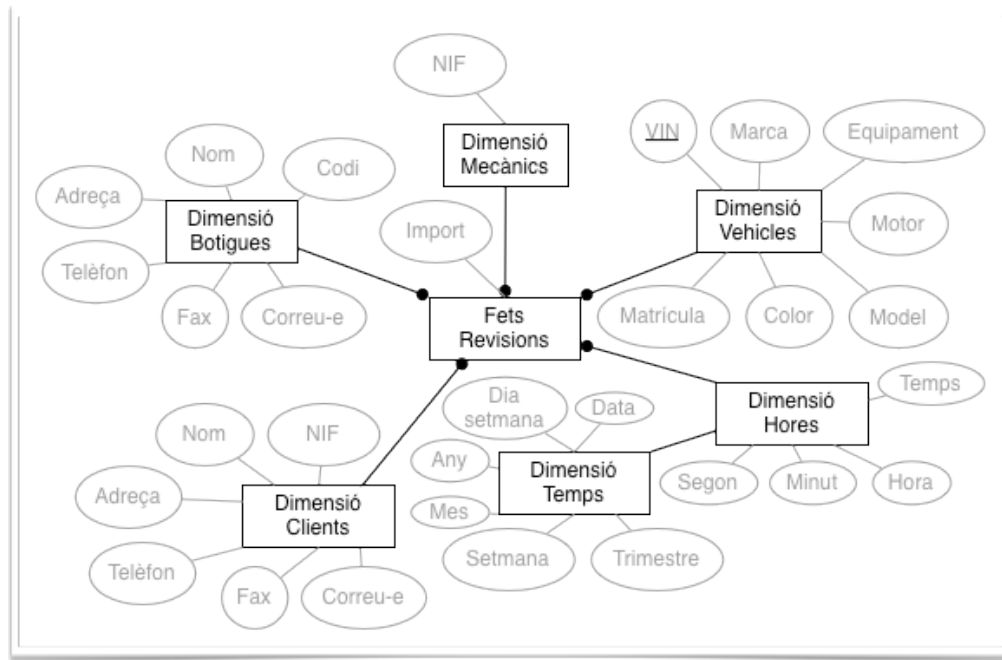 NIF
Dimensió
Mecànics
VIN
Marca
Equipament
Nom
Codi
Adreça
Dimensió
Botigues
Telèfon
Fax
Correu-e
Import
Dimensió
Vehicles
Motor
Matrícula
Color
Model
Fets
Revisions
Temps
Dimensió
Hores
Segon
Minut
Hora
Dia
setmana
Data
Any
Dimensió
Temps
Mes
Setmana
Trimestre
Nom
NIF
Adreça
Dimensió
Clients
Telèfon
Fax
Correu-e